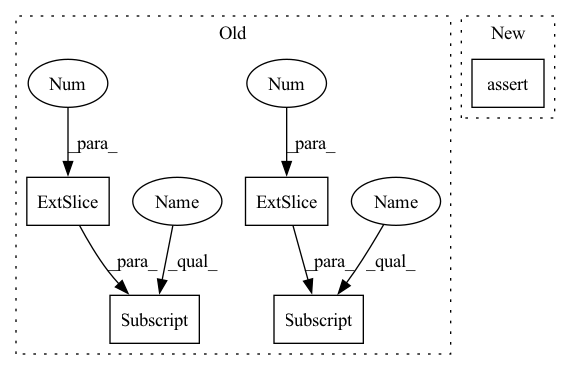 Old
New
Num
Num
assert
_para_
_para_
ExtSlice
Name
ExtSlice
Name
_para_
_qual_
_para_
_qual_
Subscript
Subscript